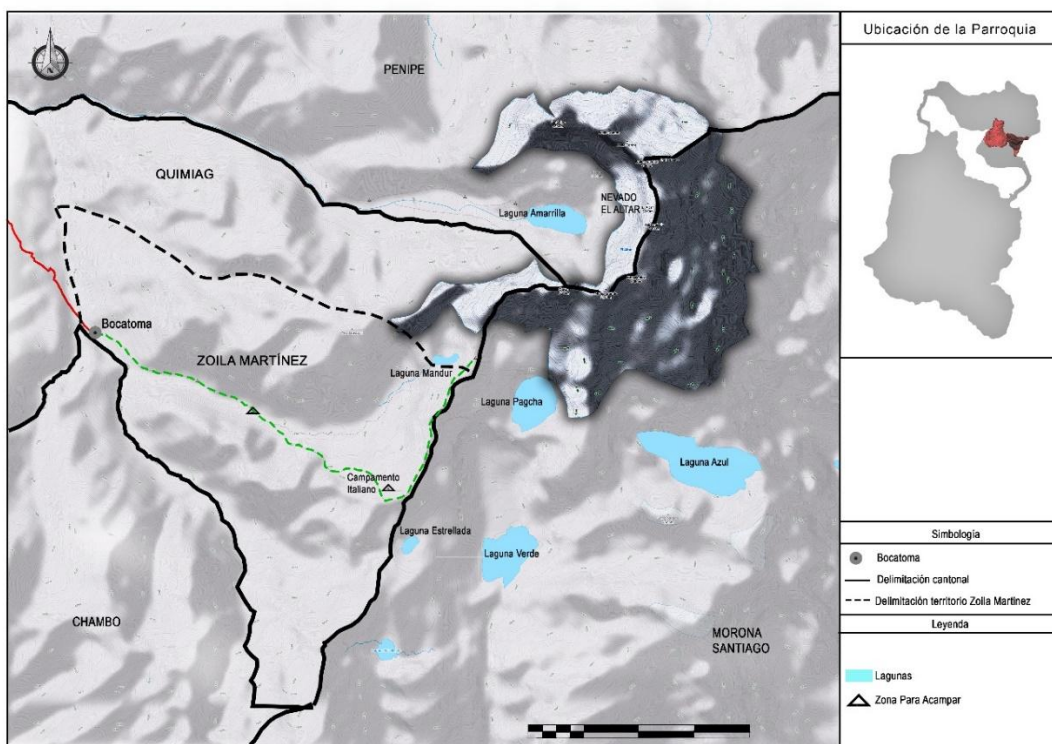 PENIPE
QUIMIAG
NEVADO
EL ALTAR
Laguna Amarrilla
Bocatoma
ZOILA MARTÍNEZ
Laguna Mandur
Laguna Pagcha
Laguna Azul
Campamento
Italiano
Laguna Estrellada
Laguna Verde
CHAMBO
MORONA
SANTIAGO
Ubicación de la Parroquia
Simbologia
Bocatoma
Delimitación cantonal
Delimitación territorio Zoila Martinez
Leyenda
Lagunas
Zona Para Acampar